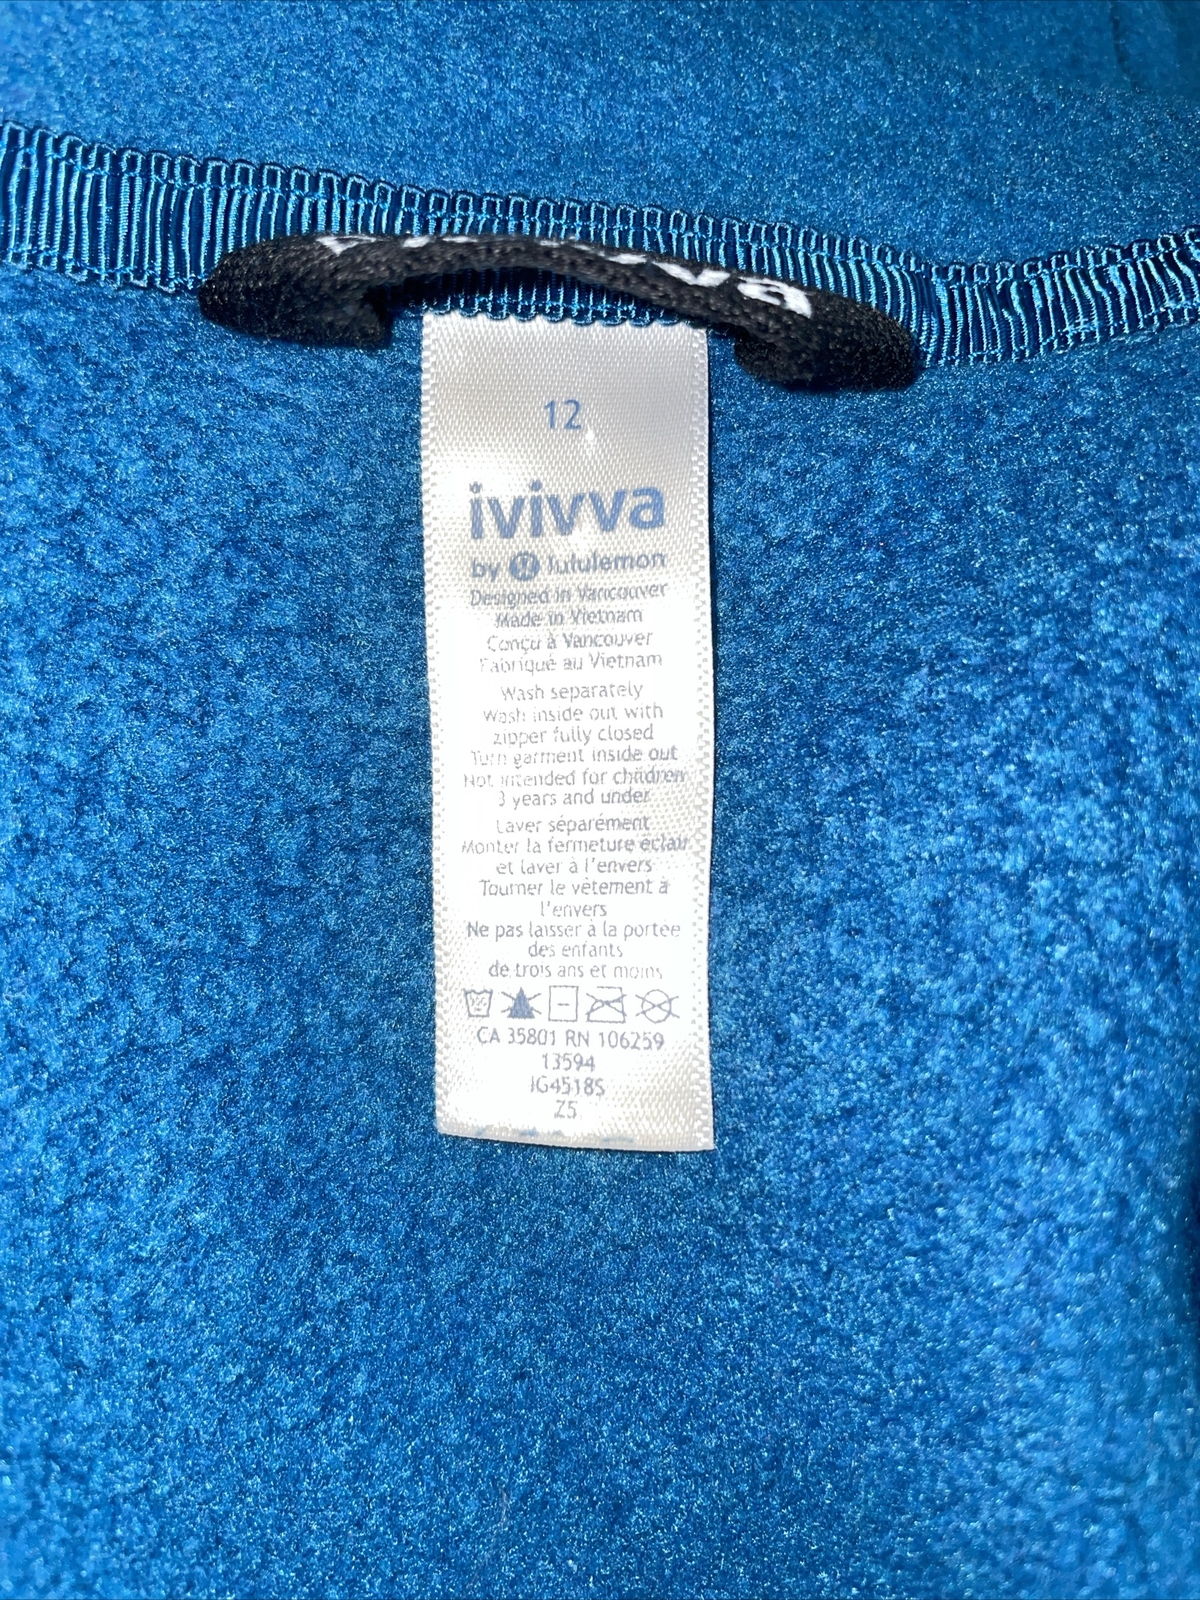 12
ivivva
by lululemon
Designed in Vancouver
Made in Vietnam
Conçu à Vancouver
Fabriqué au Vietnam
Wash separately
Wash inside out with
zipper fully closed
Turn garment inside out
Not intended for children
3 years and under
Laver séparément
Monter la fermeture éclair
et laver à l'envers
Tourner le vêtement à
l'envers
Ne pas laisser à la portée
des enfants
de trois ans et moins
CA 35801 RN 106259
13594
IG4518S
Z5